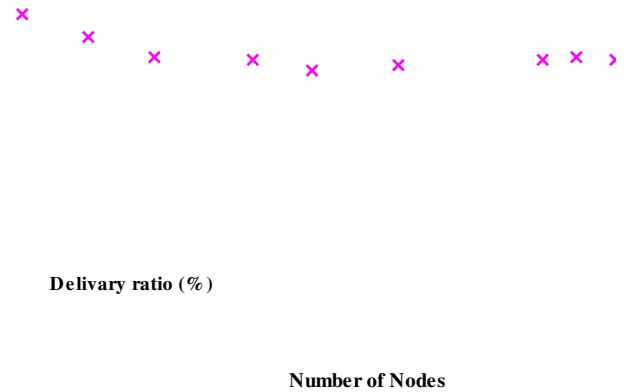 Delivary ratio (%)
Number of Nodes